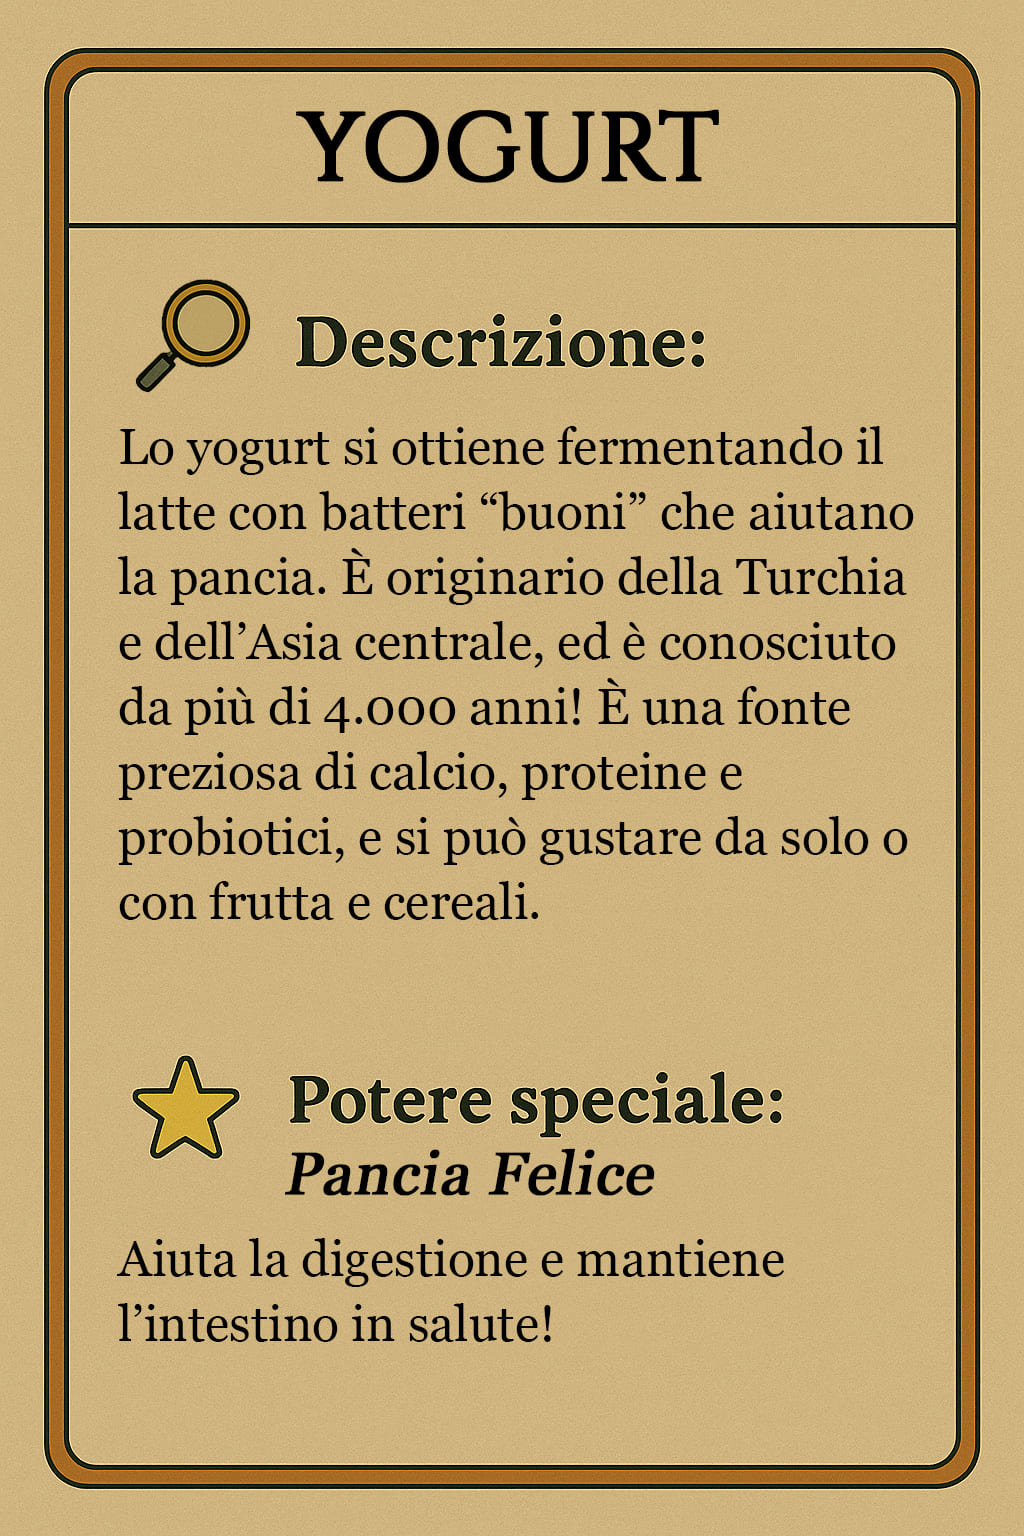 YOGURT
Descrizione:
Lo yogurt si ottiene fermentando il
latte con batteri “buoni” che aiutano
la pancia. È originario della Turchia
e dell’Asia centrale, ed è conosciuto
da più di 4.000 anni! È una fonte
preziosa di calcio, proteine e
probiotici, e si può gustare da solo o
con frutta e cereali.
Potere speciale:
Pancia Felice
Aiuta la digestione e mantiene
l’intestino in salute!